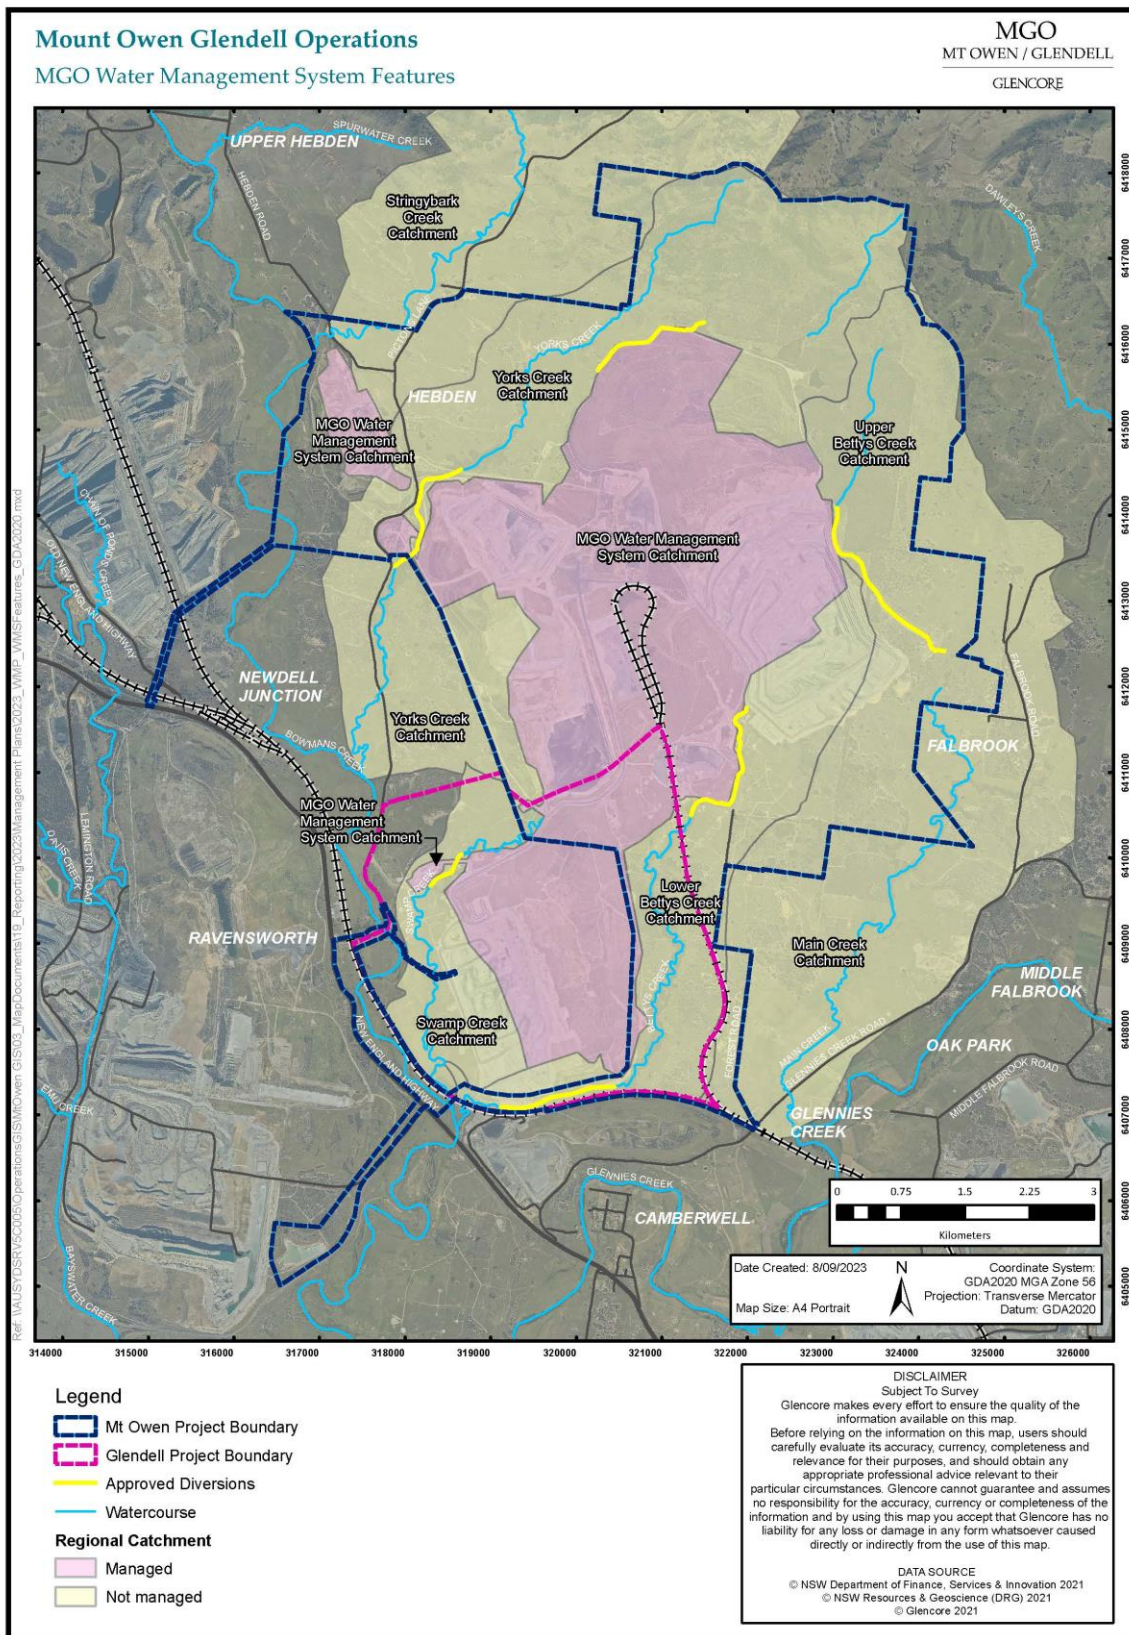 Mount Owen Glendell Operations
MGO Water Management System Features
MGO
MT OWEN / GLENDELL
GLENCORE
UPPER HEBDEN
SPURWATER CREEK
HEBDEN ROAD
Stringybark
Creek
Catchment
DAWLEYS CREEK
YORKS CREEK
Yorks Creek
Catchment
HEBDEN
MGO Water
Management
System Catchment
Upper
Bettys Creek
Catchment
MGO Water Management
System Catchment
OLD NEW ENGLAND HIGHWAY
NEWDELL
JUNCTION
BOWMANS CREEK
Yorks Creek
Catchment
FALBROOK ROAD
FALBROOK
MGO Water
Management
System Catchment
DAVIS CREEK
LEMINGTON ROAD
RAVENSWORTH
Lower
Bettys Creek
Catchment
Main Creek
Catchment
MIDDLE
FALBROOK
Swamp Creek
Catchment
FOREST ROAD
MAIN CREEK
GLENNIES CREEK ROAD
OAK PARK
MIDDLE FALBROOK ROAD
NEW ENGLAND HIGHWAY
EMU CREEK
GLENNIES
CREEK
GLENNIES CREEK
CAMBERWELL
BAYSWATER CREEK
0 0.75 1.5 2.25 3
Kilometers
Date Created: 8/09/2023
Map Size: A4 Portrait
N
Coordinate System:
GDA2020 MGA Zone 56
Projection: Transverse Mercator
Datum: GDA2020
6418000
6417000
6416000
6415000
6414000
6413000
6412000
6411000
6410000
6409000
6408000
6407000
6406000
6405000
314000 315000 316000 317000 318000 319000 320000 321000 322000 323000 324000 325000 326000
Legend
Mt Owen Project Boundary
Glendell Project Boundary
Approved Diversions
Watercourse
Regional Catchment
Managed
Not managed
DISCLAIMER
Subject To Survey
Glencore makes every effort to ensure the quality of the
information available on this map.
Before relying on the information on this map, users should
carefully evaluate its accuracy, currency, completeness and
relevance for their purposes, and should obtain any
appropriate professional advice relevant to their
particular circumstances. Glencore cannot guarantee and assumes
no responsibility for the accuracy, currency or completeness of the
information and by using this map you accept that Glencore has no
liability for any loss or damage in any form whatsoever caused
directly or indirectly from the use of this map.
DATA SOURCE
© NSW Department of Finance, Services & Innovation 2021
© NSW Resources & Geoscience (DRG) 2021
© Glencore 2021